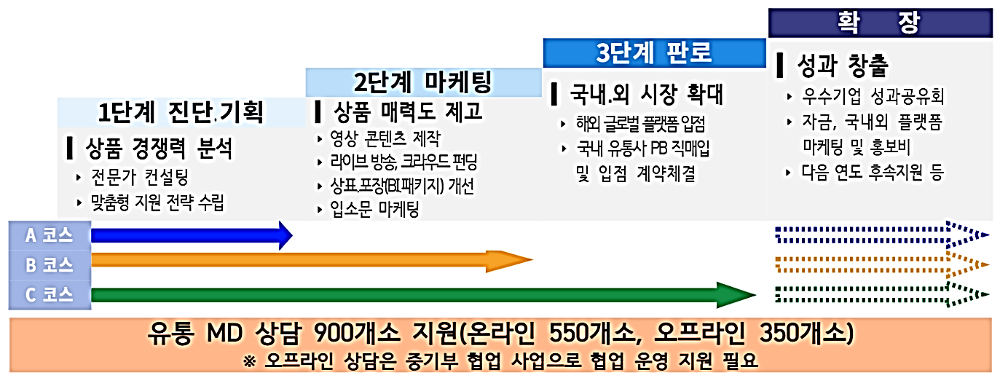 1단계 진단.기획
▌상품 경쟁력 분석
▸ 전문가 컨설팅
▸ 맞춤형 지원 전략 수립
2단계 마케팅
▌상품 매력도 제고
▸ 영상 콘텐츠 제작
▸ 라이브 방송, 크라우드 펀딩
▸ 상표.포장(BI.패키지) 개선
▸ 입소문 마케팅
3단계 판로
▌국내.외 시장 확대
▸ 해외 글로벌 플랫폼 입점
▸ 국내 유통사 PB 직매입
및 입점 계약체결
확 장
▌성과 창출
▸ 우수기업 성과공유회
▸ 자금, 국내외 플랫폼
마케팅 및 홍보비
▸ 다음 연도 후속지원 등
A 코스
B 코스
C 코스
유통 MD 상담 900개소 지원(온라인 550개소, 오프라인 350개소)
※ 오프라인 상담은 중기부 협업 사업으로 협업 운영 지원 필요